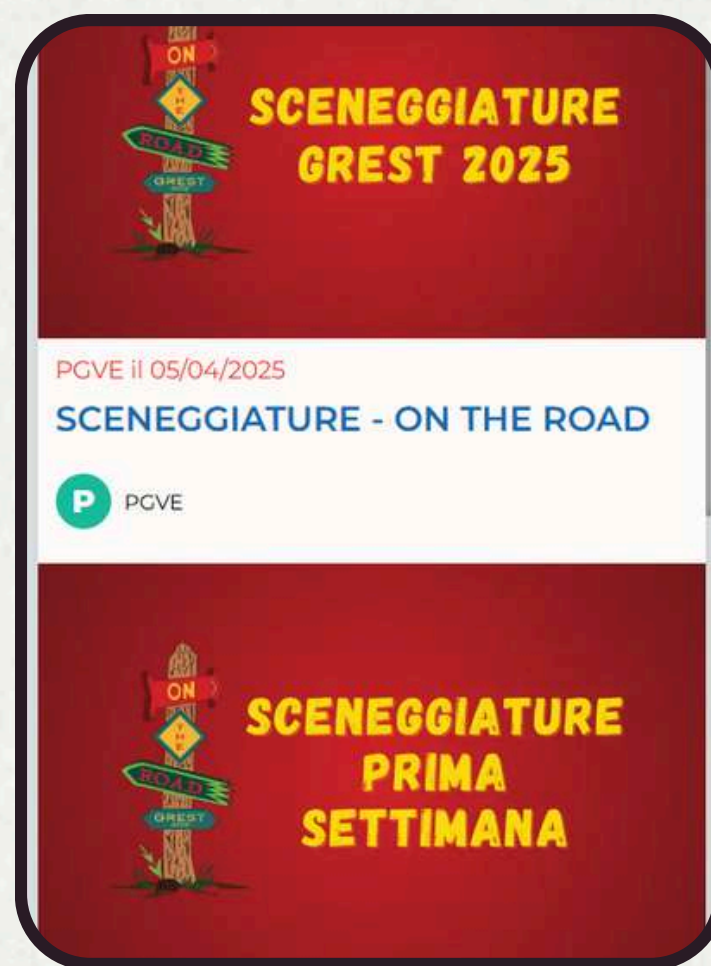 ON
THE
ROAD
GREST
SCENEGGIATURE
GREST 2025
PGVE il 05/04/2025
SCENEGGIATURE - ON THE ROAD
P PGVE
ON
THE
ROAD
GREST
SCENEGGIATURE
PRIMA
SETTIMANA